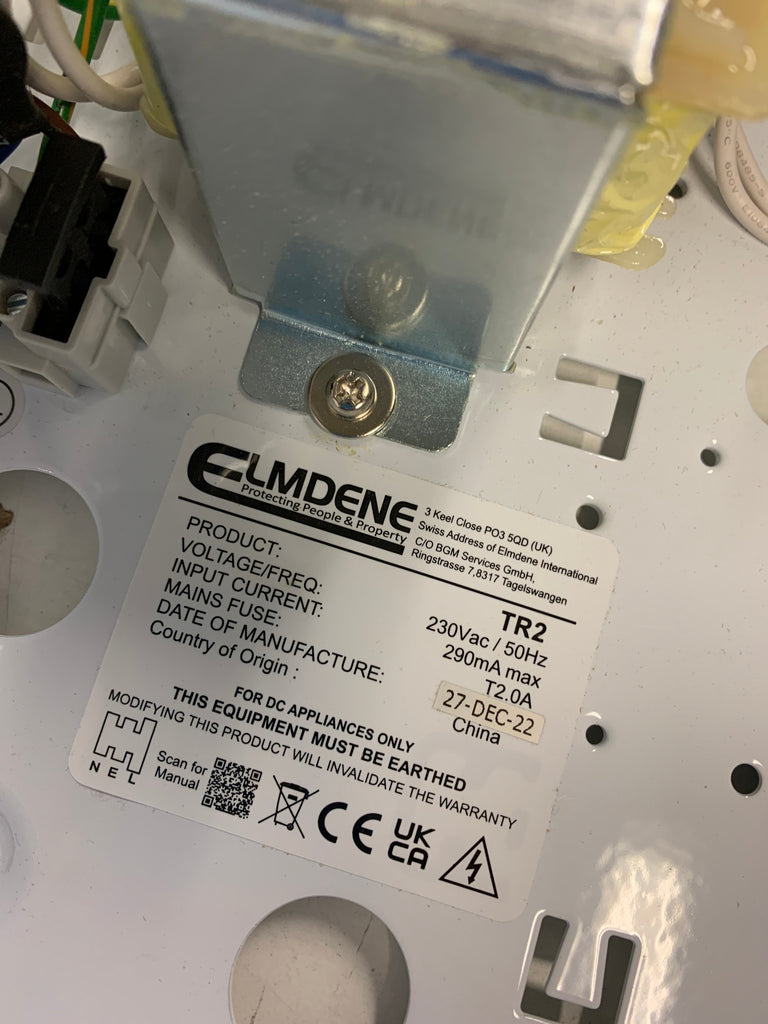 ELMDENE
600V
ELMDENE
Protecting People & Property
3 Keel Close PO3 5QD (UK)
Swiss Address of Elmdene International
C/O BGM Services GmbH,
Ringstrasse 7,8317 Tagelswangen
PRODUCT: TR2
VOLTAGE/FREQ: 230Vac / 50Hz
INPUT CURRENT: 290mA max
MAINS FUSE: T2.0A
DATE OF MANUFACTURE: 27-DEC-22
Country of Origin : China
FOR DC APPLIANCES ONLY
THIS EQUIPMENT MUST BE EARTHED
MODIFYING THIS PRODUCT WILL INVALIDATE THE WARRANTY
NEL
Scan for
Manual
CE
UK
CA